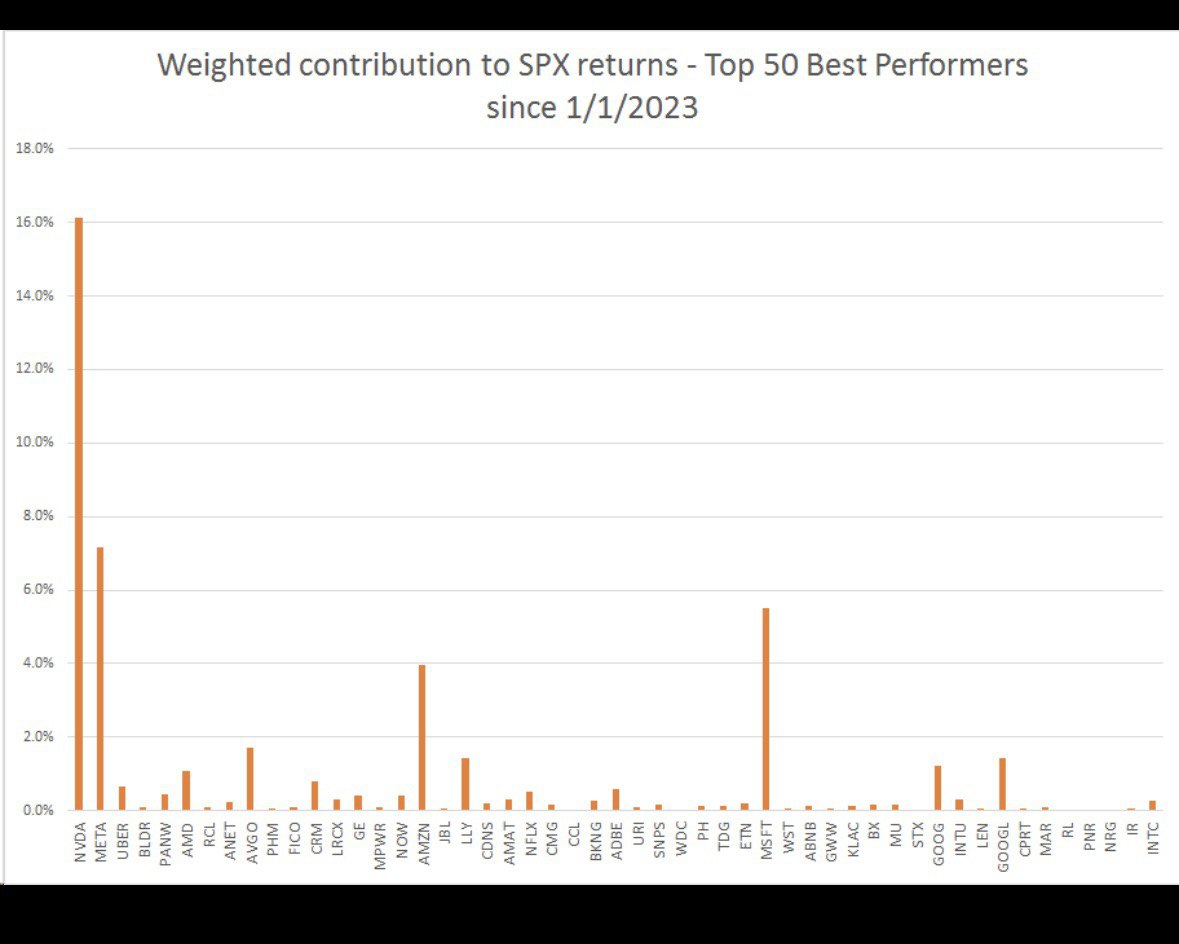 Weighted contribution to SPX returns - Top 50 Best Performers
since 1/1/2023
18.0%
16.0%
14.0%
12.0%
10.0%
8.0%
6.0%
4.0%
2.0%
0.0%
NVDA
META
UBER
BLDR
PANW
AMD
RCL
ANET
AVGO
PHM
FICO
CRM
LRCX
GE
MPWR
NOW
AMZN
JBL
LLY
CDNS
AMAT
NFLX
CMG
CCL
BKNG
ADBE
URI
SNPS
WDC
PH
TDG
ETN
MSFT
WST
ABNB
GWW
KLAC
BX
MU
STX
GOOG
INTU
LEN
GOOGL
CPRT
MAR
RL
PNR
NRG
IR
INTC